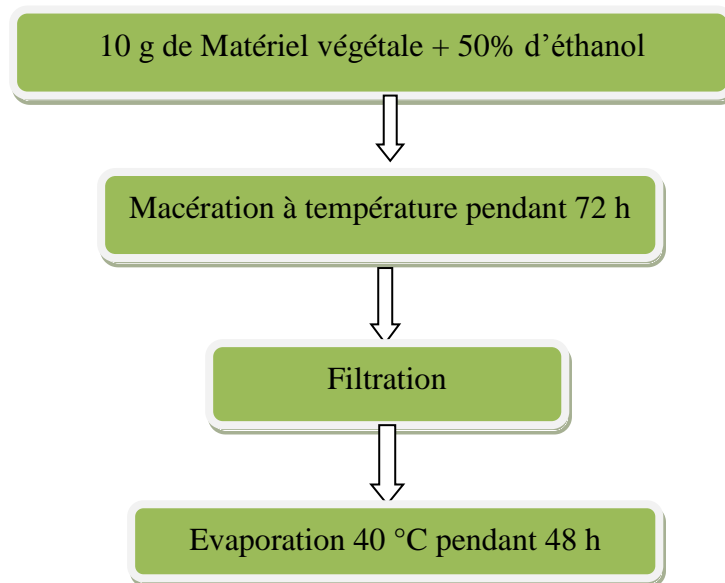 10 g de Matériel végétale + 50% d’éthanol
Macération à température pendant 72 h
Filtration
Evaporation 40 °C pendant 48 h